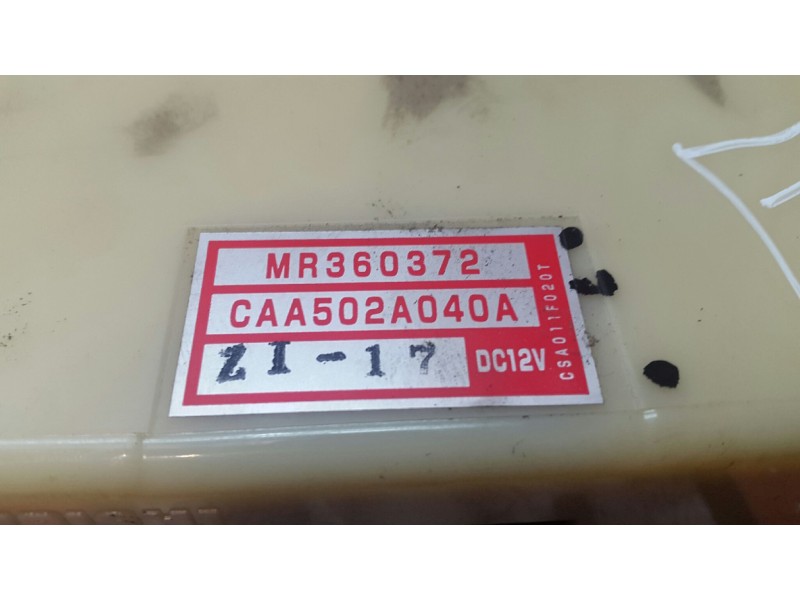 MR360372
CAA502A040A
ZI-17 DC12V
CSA011F020T